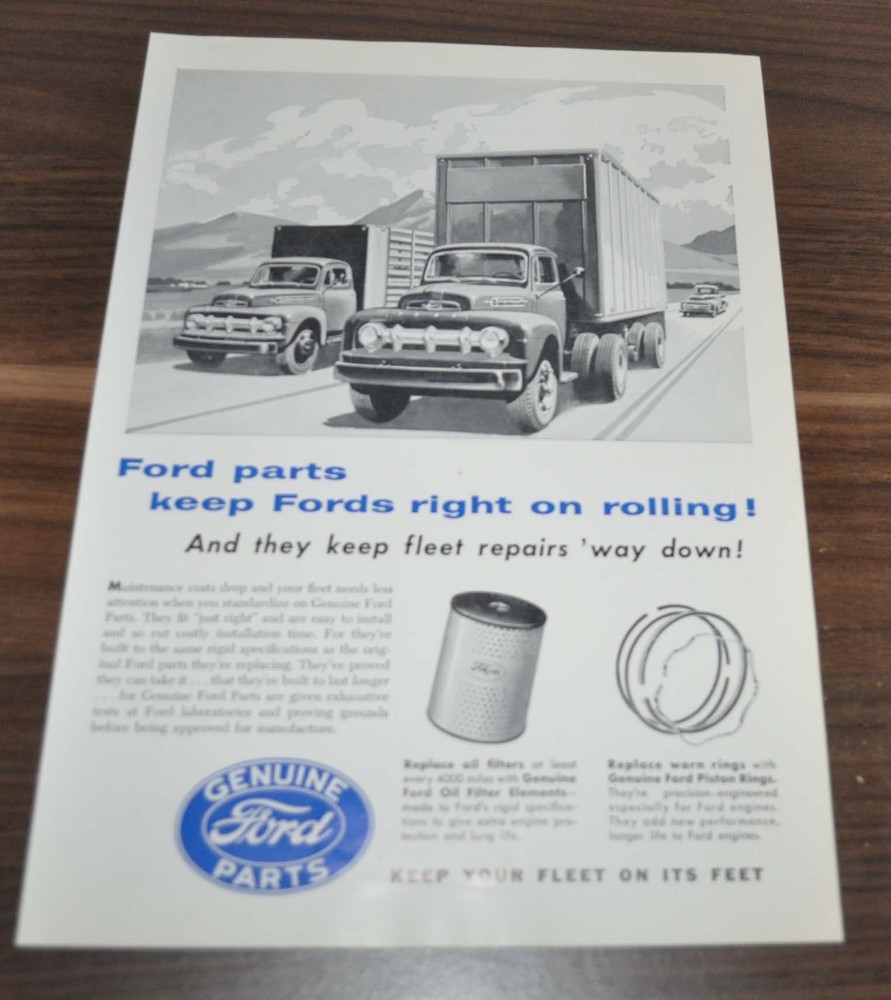 Ford parts
keep Fords right on rolling!
And they keep fleet repairs 'way down!
Maintenance costs drop and your fleet needs less
attention when you standardize on Genuine Ford
Parts. They fit "just right" and are easy to install
and so cut costly installation time. For they're
built to the same rigid specifications as the orig-
inal Ford parts they're replacing. They've proved
they can take it . . . that they're built to last longer
. . . for Genuine Ford Parts are given exhaustive
tests at Ford laboratories and proving grounds
before being approved for manufacture.
Ford
Replace oil filters at least
every 4000 miles with Genuine
Ford Oil Filter Elements—
made to Ford's rigid specifica-
tions to give extra engine pro-
tection and long life.
Replace worn rings with
Genuine Ford Piston Rings.
They're precision-engineered
especially for Ford engines.
They add new performance,
longer life to Ford engines.
GENUINE
Ford
PARTS
KEEP YOUR FLEET ON ITS FEET